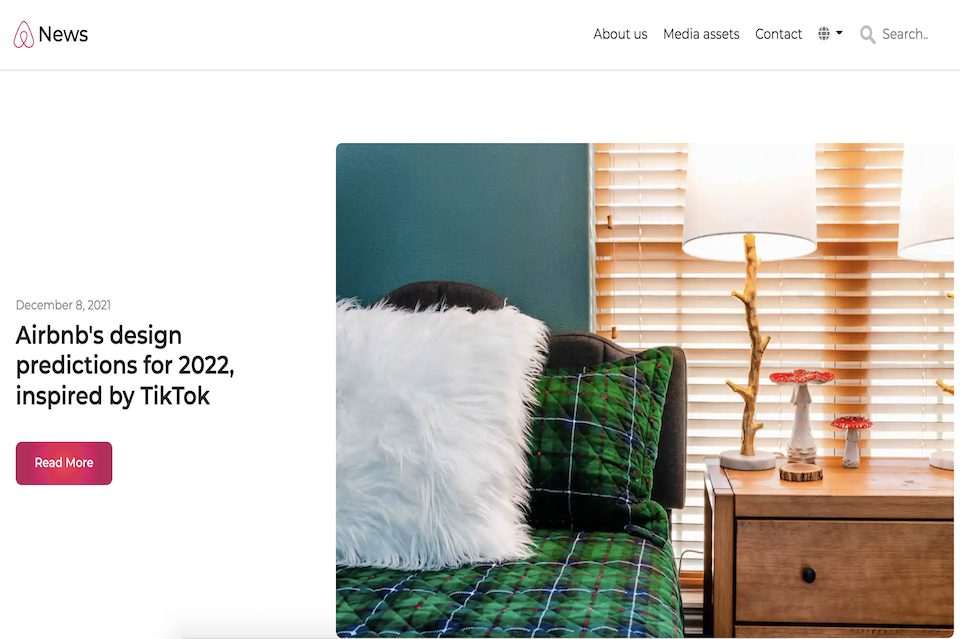 News
About us
Media assets
Contact
Search..
December 8, 2021
Airbnb's design
predictions for 2022,
inspired by TikTok
Read More